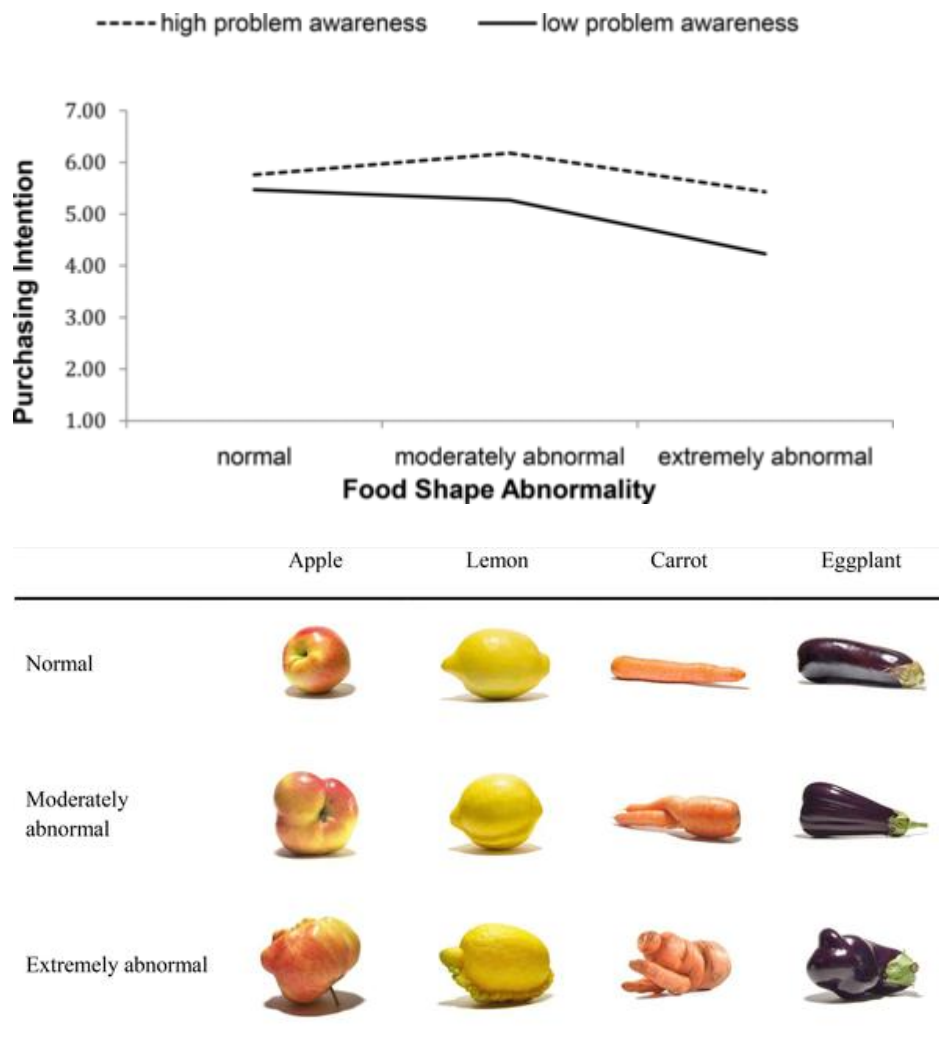 high problem awareness low problem awareness
7.00
6.00
5.00
4.00
3.00
2.00
1.00
Purchasing Intention
normal moderately abnormal extremely abnormal
Food Shape Abnormality
Apple Lemon Carrot Eggplant
Normal
Moderately
abnormal
Extremely abnormal